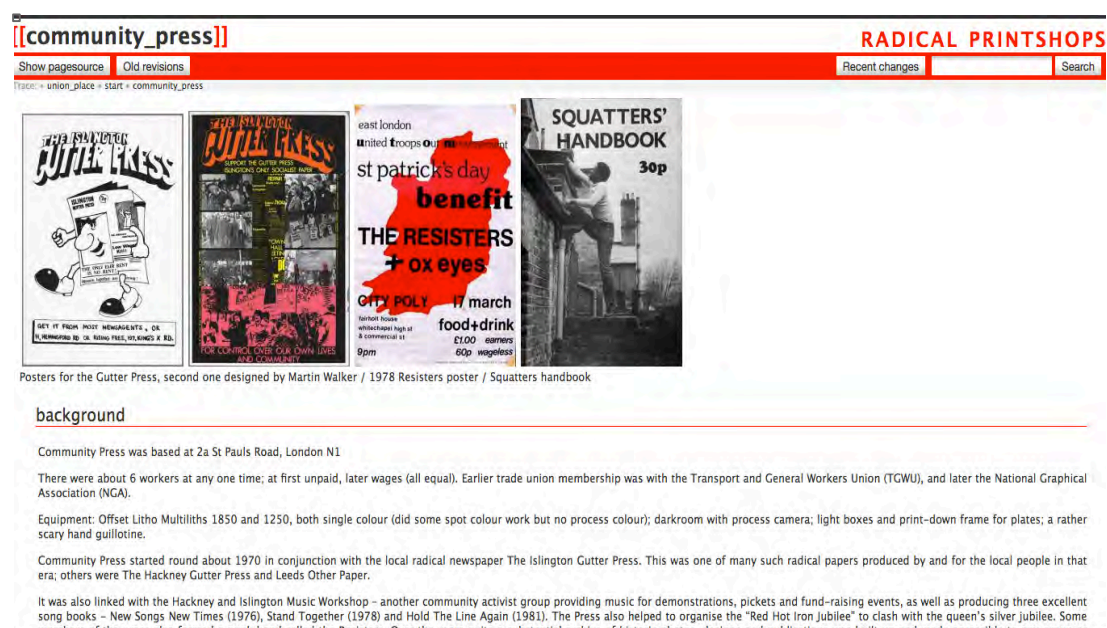 [[community_press]]
RADICAL PRINTSHOPS
Show pagesource Old revisions
Recent changes Search
Trace: » union_place » start » community_press
THE ISLINGTON
GUTTER PRESS
GET IT FROM MOST NEWSAGENTS, OR
THE ISLINGTON
GUTTER PRESS
SUPPORT THE GUTTER PRESS
ISLINGTON'S ONLY SOCIALIST PAPER
FOR CONTROL OVER OUR OWN LIVES
AND COMMUNITY
east london
united troops out movement
st patrick's day
benefit
THE RESISTERS
+ ox eyes
CITY POLY 17 march
fairholt house
whitechapel high st
& commercial st
food+drink
£1.00 earners
9pm
60p wageless
SQUATTERS'
HANDBOOK
30p
Posters for the Gutter Press, second one designed by Martin Walker / 1978 Resisters poster / Squatters handbook
background
Community Press was based at 2a St Pauls Road, London N1
There were about 6 workers at any one time; at first unpaid, later wages (all equal). Earlier trade union membership was with the Transport and General Workers Union (TGWU), and later the National Graphical
Association (NGA).
Equipment: Offset Litho Multiliths 1850 and 1250, both single colour (did some spot colour work but no process colour); darkroom with process camera; light boxes and print-down frame for plates; a rather
scary hand guillotine.
Community Press started round about 1970 in conjunction with the local radical newspaper The Islington Gutter Press. This was one of many such radical papers produced by and for the local people in that
era; others were The Hackney Gutter Press and Leeds Other Paper.
It was also linked with the Hackney and Islington Music Workshop – another community activist group providing music for demonstrations, pickets and fund-raising events, as well as producing three excellent
song books – New Songs New Times (1976), Stand Together (1978) and Hold The Line Again (1981). The Press also helped to organise the "Red Hot Iron Jubilee" to clash with the queen's silver jubilee. Some